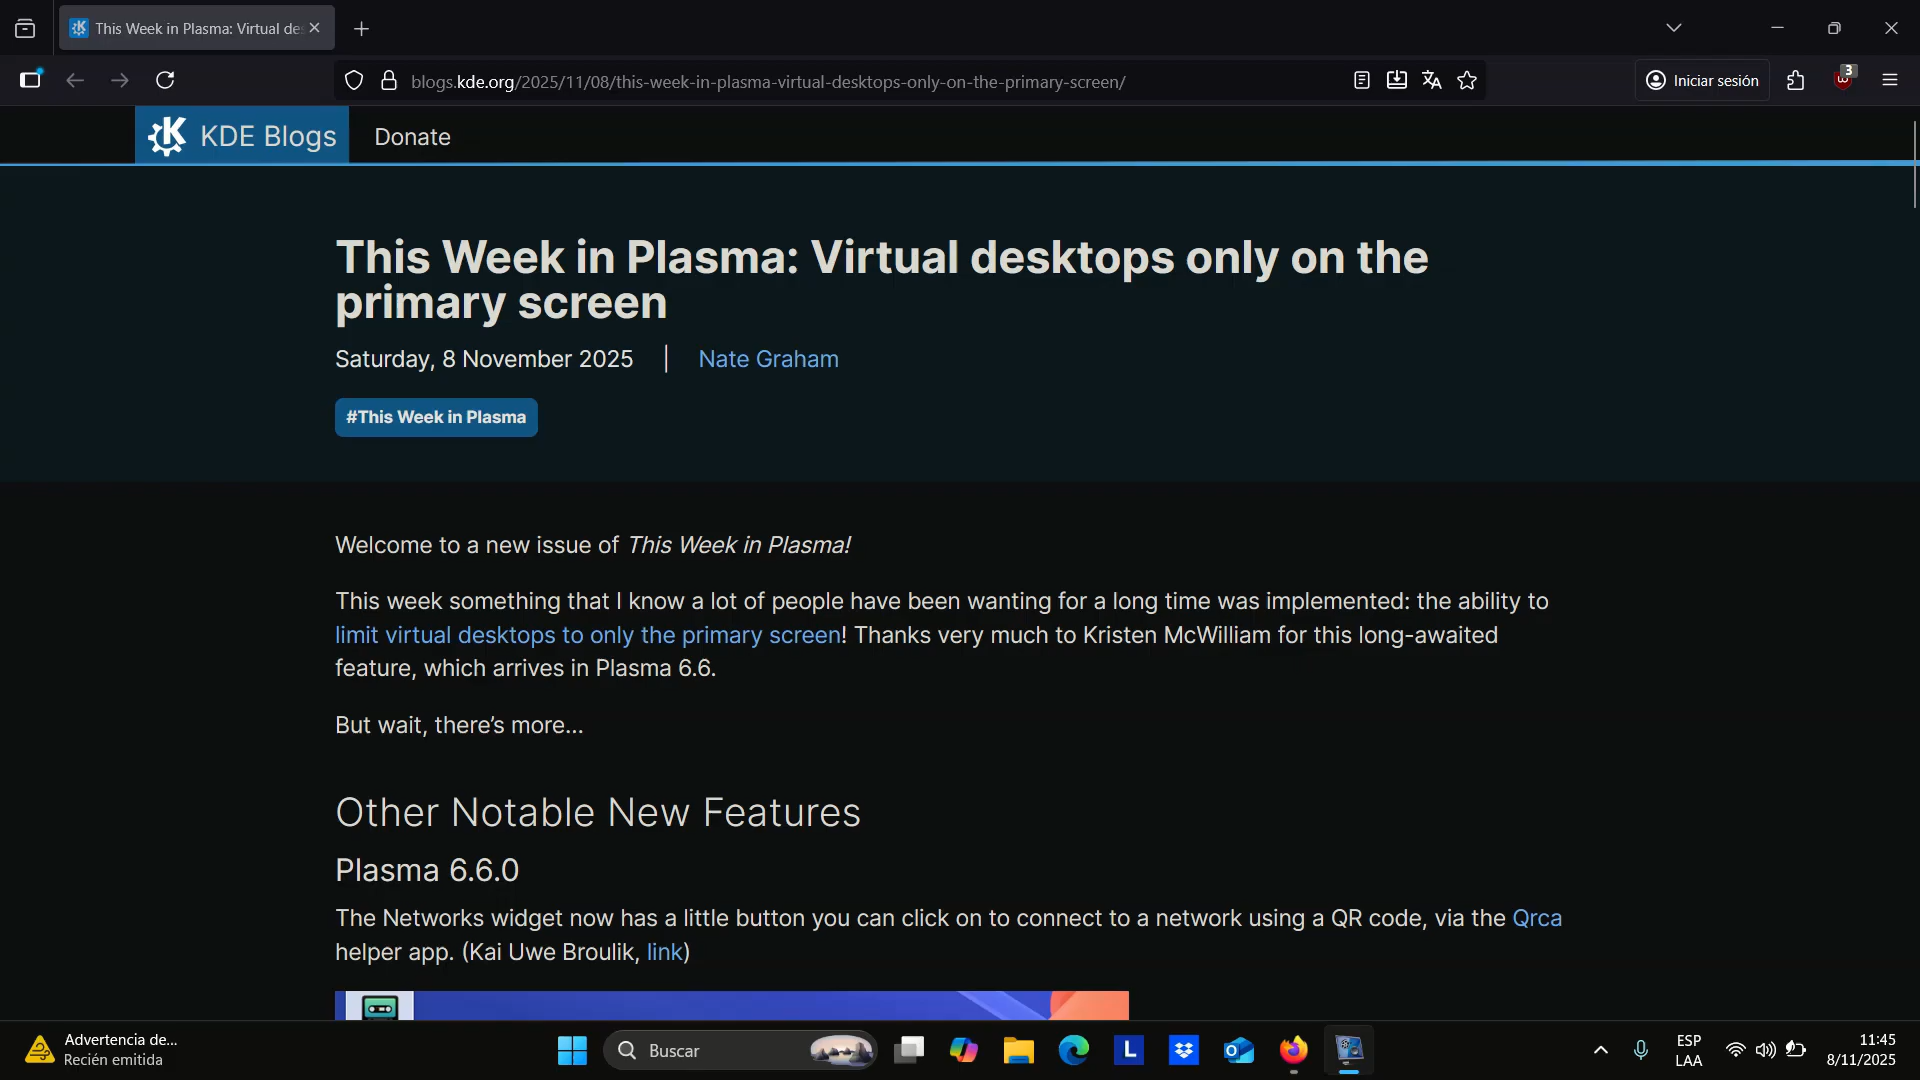 This Week in Plasma: Virtual de
blogs.kde.org/2025/11/08/this-week-in-plasma-virtual-desktops-only-on-the-primary-screen/
Iniciar sesión
3
KDE Blogs
Donate
This Week in Plasma: Virtual desktops only on the
primary screen
Saturday, 8 November 2025 | Nate Graham
#This Week in Plasma
Welcome to a new issue of This Week in Plasma!
This week something that I know a lot of people have been wanting for a long time was implemented: the ability to
limit virtual desktops to only the primary screen! Thanks very much to Kristen McWilliam for this long-awaited
feature, which arrives in Plasma 6.6.
But wait, there’s more…
Other Notable New Features
Plasma 6.6.0
The Networks widget now has a little button you can click on to connect to a network using a QR code, via the Qrca
helper app. (Kai Uwe Broulik, link)
Advertencia de...
Recién emitida
Buscar
L
ESP
LAA
11:45
8/11/2025